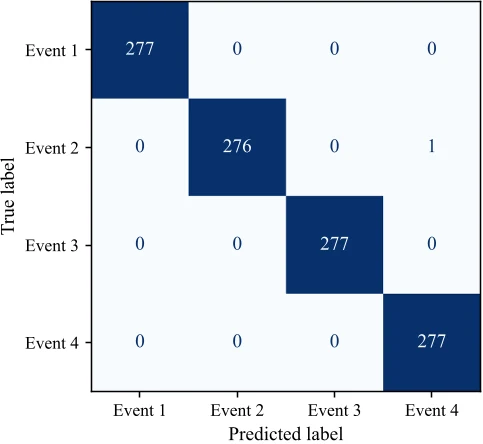 Event 1 277 0 0 0
Event 2 0 276 0 1
Event 3 0 0 277 0
Event 4 0 0 0 277
Event 1 Event 2 Event 3 Event 4
Predicted label
True label